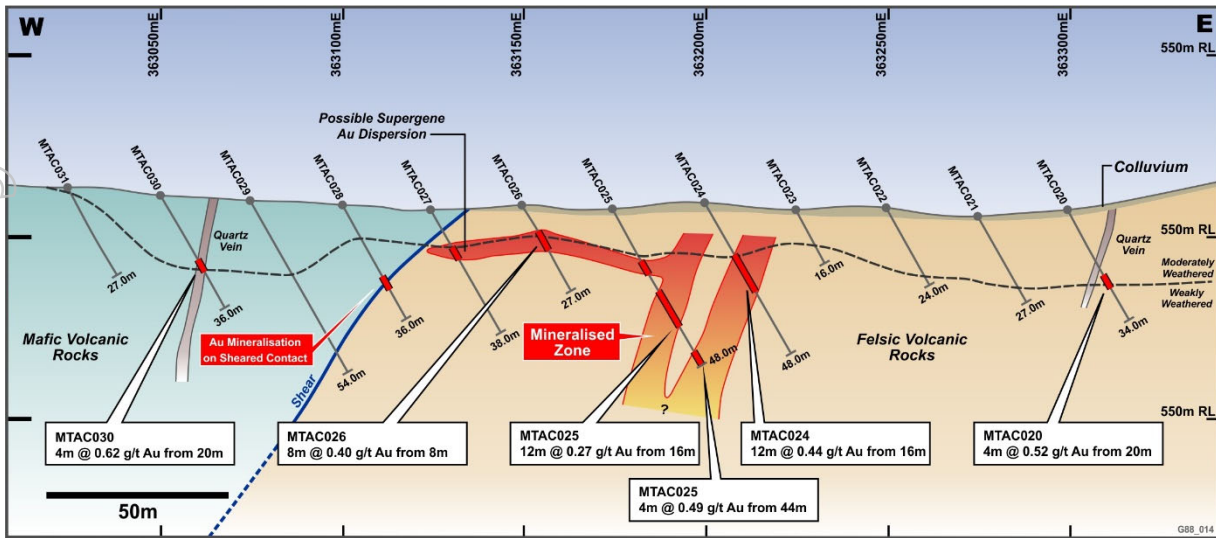 W
E
363050mE
363100mE
363150mE
363200mE
363250mE
363300mE
550m RL
550m RL
550m RL
Possible Supergene
Au Dispersion
Colluvium
MTAC031
MTAC030
MTAC029
MTAC028
MTAC027
MTAC026
MTAC025
MTAC024
MTAC023
MTAC022
MTAC021
MTAC020
Quartz
Vein
Quartz
Vein
Moderately
Weathered
Weakly
Weathered
27.0m
36.0m
54.0m
36.0m
38.0m
27.0m
48.0m
48.0m
16.0m
24.0m
27.0m
34.0m
Mafic Volcanic
Rocks
Au Mineralisation
on Sheared Contact
Mineralised
Zone
Felsic Volcanic
Rocks
Shear
?
MTAC030
4m @ 0.62 g/t Au from 20m
MTAC026
8m @ 0.40 g/t Au from 8m
MTAC025
12m @ 0.27 g/t Au from 16m
MTAC024
12m @ 0.44 g/t Au from 16m
MTAC020
4m @ 0.52 g/t Au from 20m
MTAC025
4m @ 0.49 g/t Au from 44m
50m
G88_014